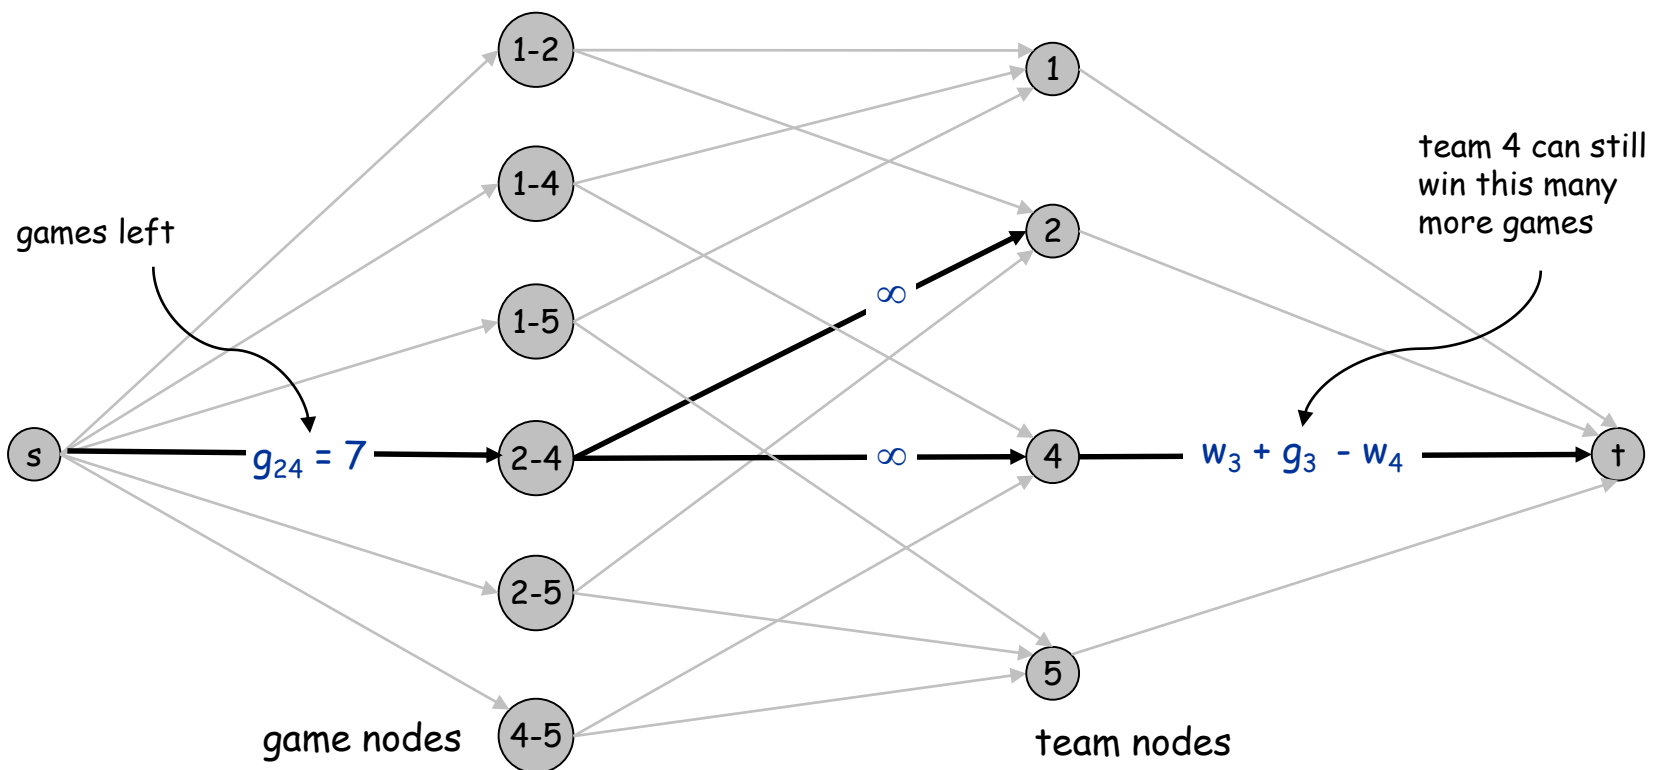 1-2
1
team 4 can still
win this many
more games
1-4
games left
2
∞
1-5
s
g₂₄ = 7
2-4
∞
4
w₃ + g₃ - w₄
t
2-5
5
game nodes
4-5
team nodes